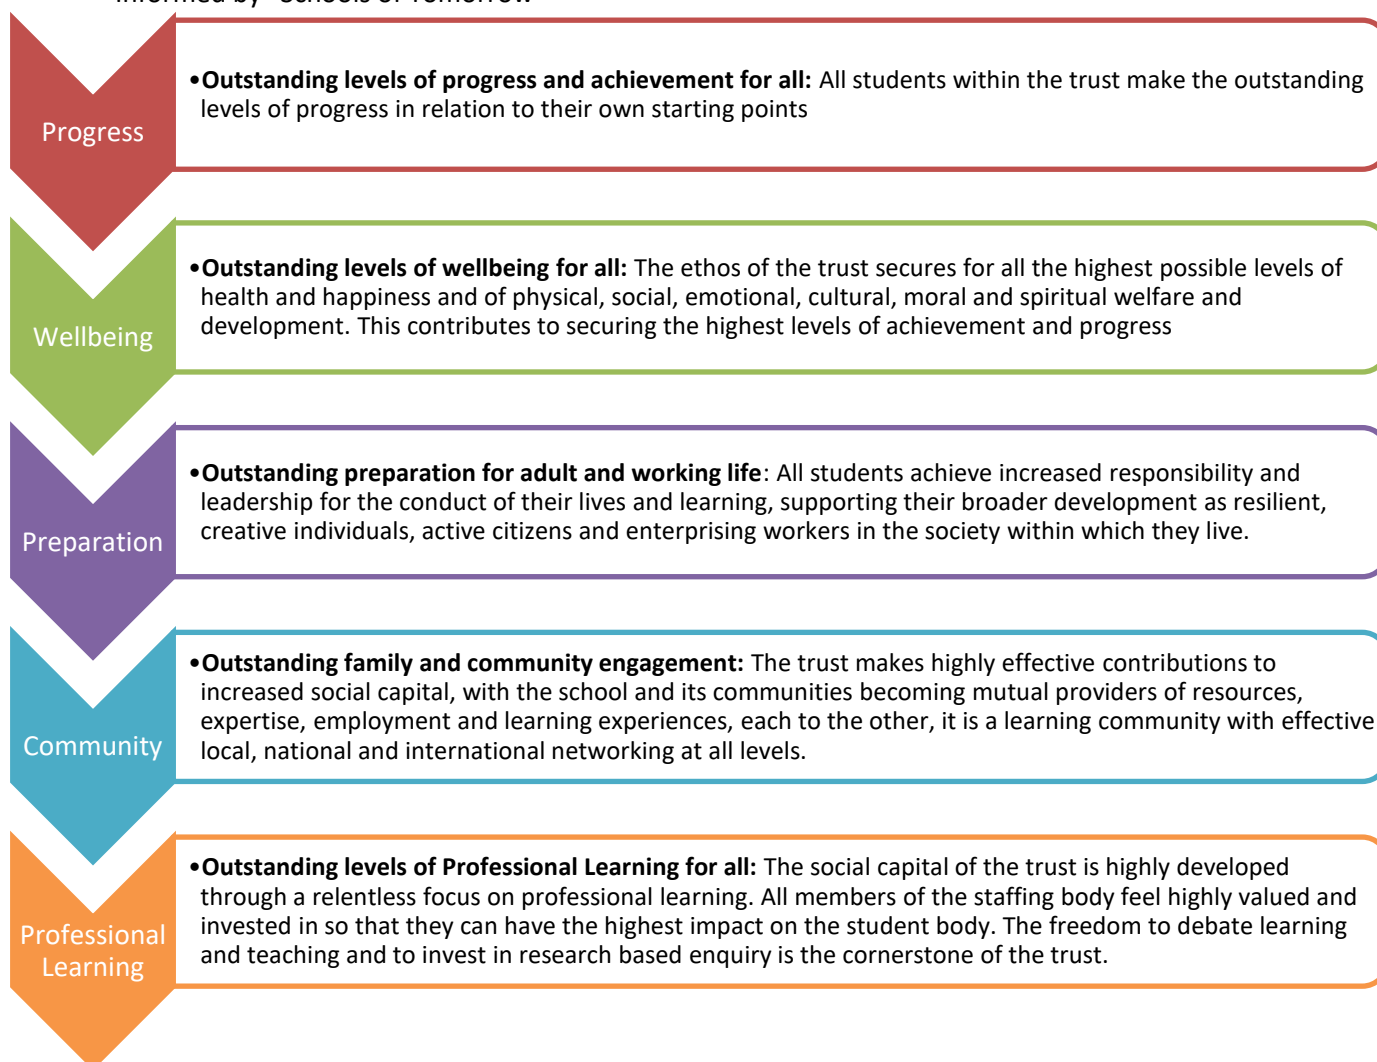 Progress
•Outstanding levels of progress and achievement for all: All students within the trust make the outstanding
levels of progress in relation to their own starting points
Wellbeing
•Outstanding levels of wellbeing for all: The ethos of the trust secures for all the highest possible levels of
health and happiness and of physical, social, emotional, cultural, moral and spiritual welfare and
development. This contributes to securing the highest levels of achievement and progress
Preparation
•Outstanding preparation for adult and working life: All students achieve increased responsibility and
leadership for the conduct of their lives and learning, supporting their broader development as resilient,
creative individuals, active citizens and enterprising workers in the society within which they live.
Community
•Outstanding family and community engagement: The trust makes highly effective contributions to
increased social capital, with the school and its communities becoming mutual providers of resources,
expertise, employment and learning experiences, each to the other, it is a learning community with effective
local, national and international networking at all levels.
Professional
Learning
•Outstanding levels of Professional Learning for all: The social capital of the trust is highly developed
through a relentless focus on professional learning. All members of the staffing body feel highly valued and
invested in so that they can have the highest impact on the student body. The freedom to debate learning
and teaching and to invest in research based enquiry is the cornerstone of the trust.